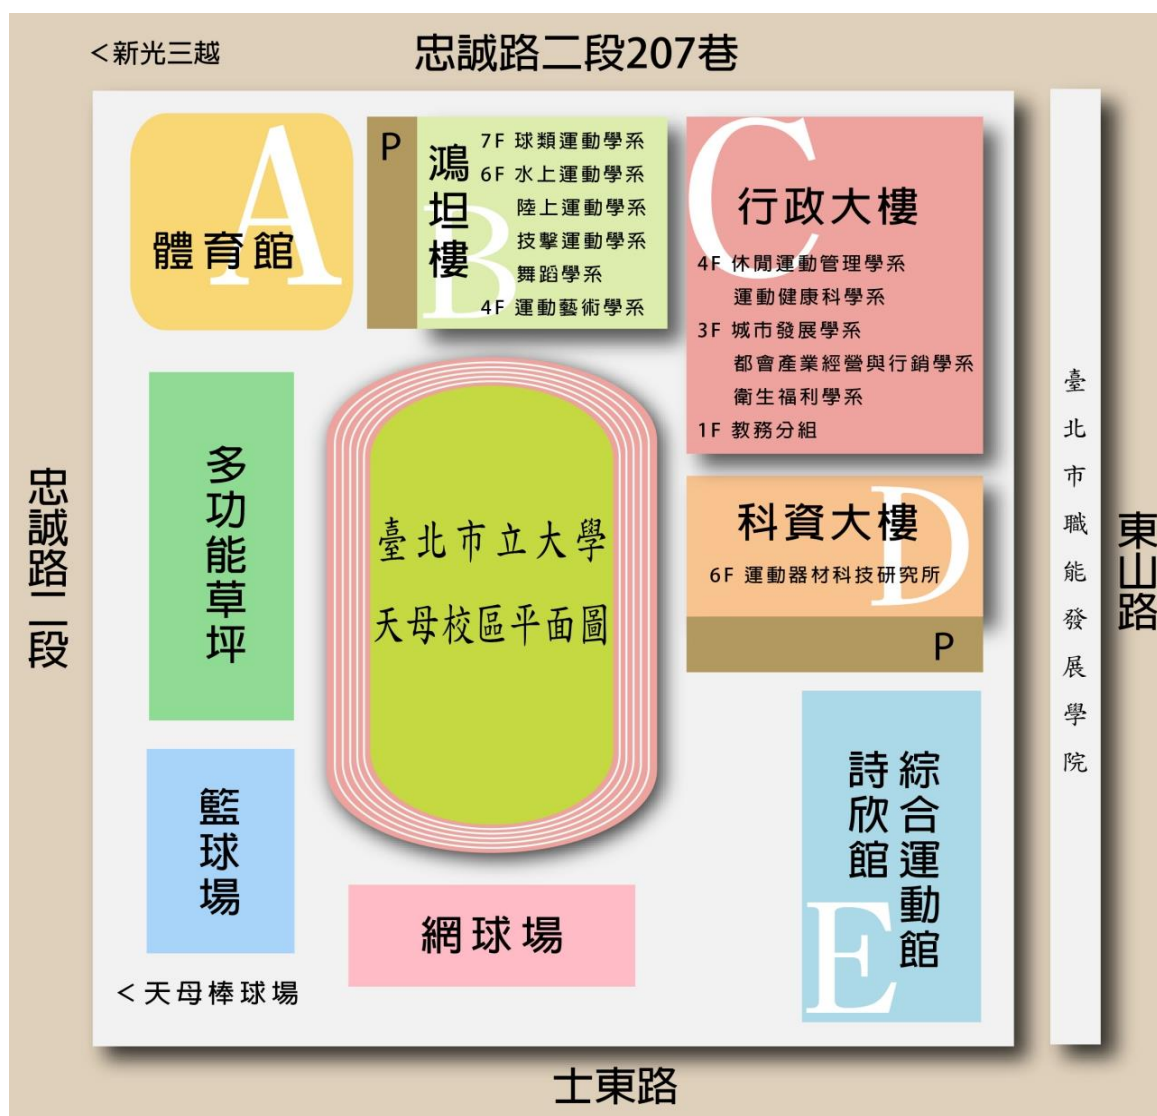 <新光三越
忠誠路二段207巷
A
體育館
P
B
鴻坦樓
7F 球類運動學系
6F 水上運動學系
陸上運動學系
技擊運動學系
舞蹈學系
4F 運動藝術學系
C
行政大樓
4F 休閒運動管理學系
運動健康科學系
3F 城市發展學系
都會產業經營與行銷學系
衛生福利學系
1F 教務分組
忠誠路二段
多功能草坪
臺北市立大學
天母校區平面圖
D
科資大樓
6F 運動器材科技研究所
P
臺北市職能發展學院
東山路
籃球場
網球場
綜合運動館
詩欣館
E
<天母棒球場
士東路